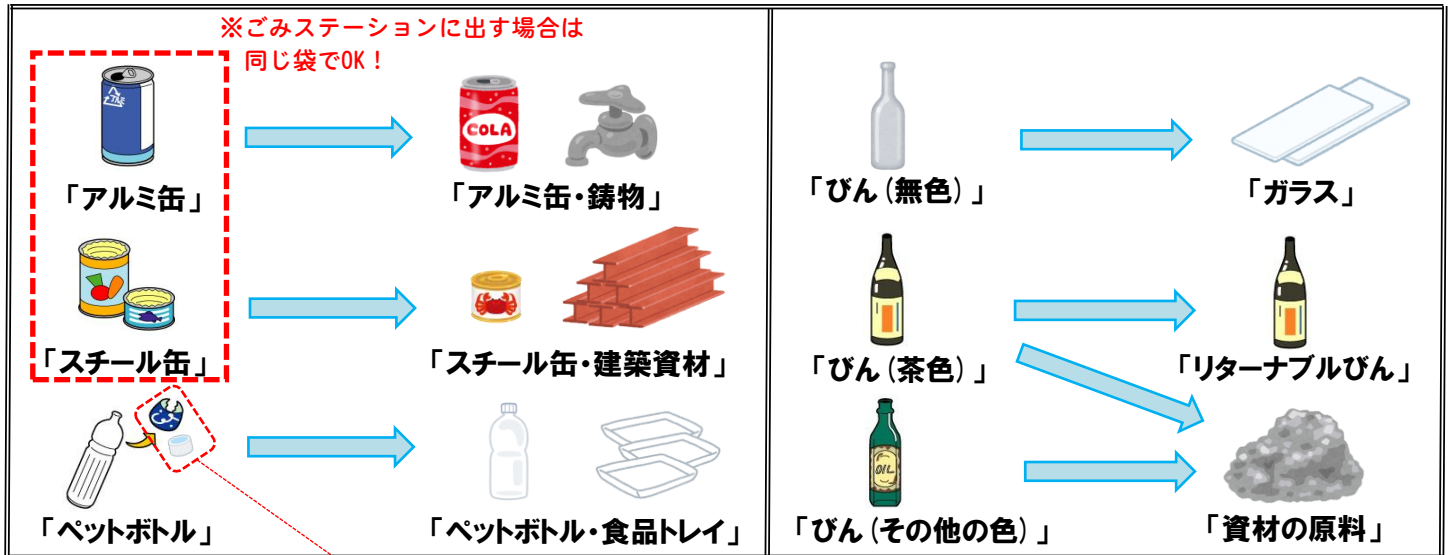 ※ごみステーションに出す場合は
同じ袋でOK！
「アルミ缶」
COLA
「アルミ缶・鋳物」
「スチール缶」
「スチール缶・建築資材」
「ペットボトル」
「ペットボトル・食品トレイ」
「びん（無色）」
「ガラス」
「びん（茶色）」
「リターナブルびん」
OIL
「びん（その他の色）」
「資材の原料」